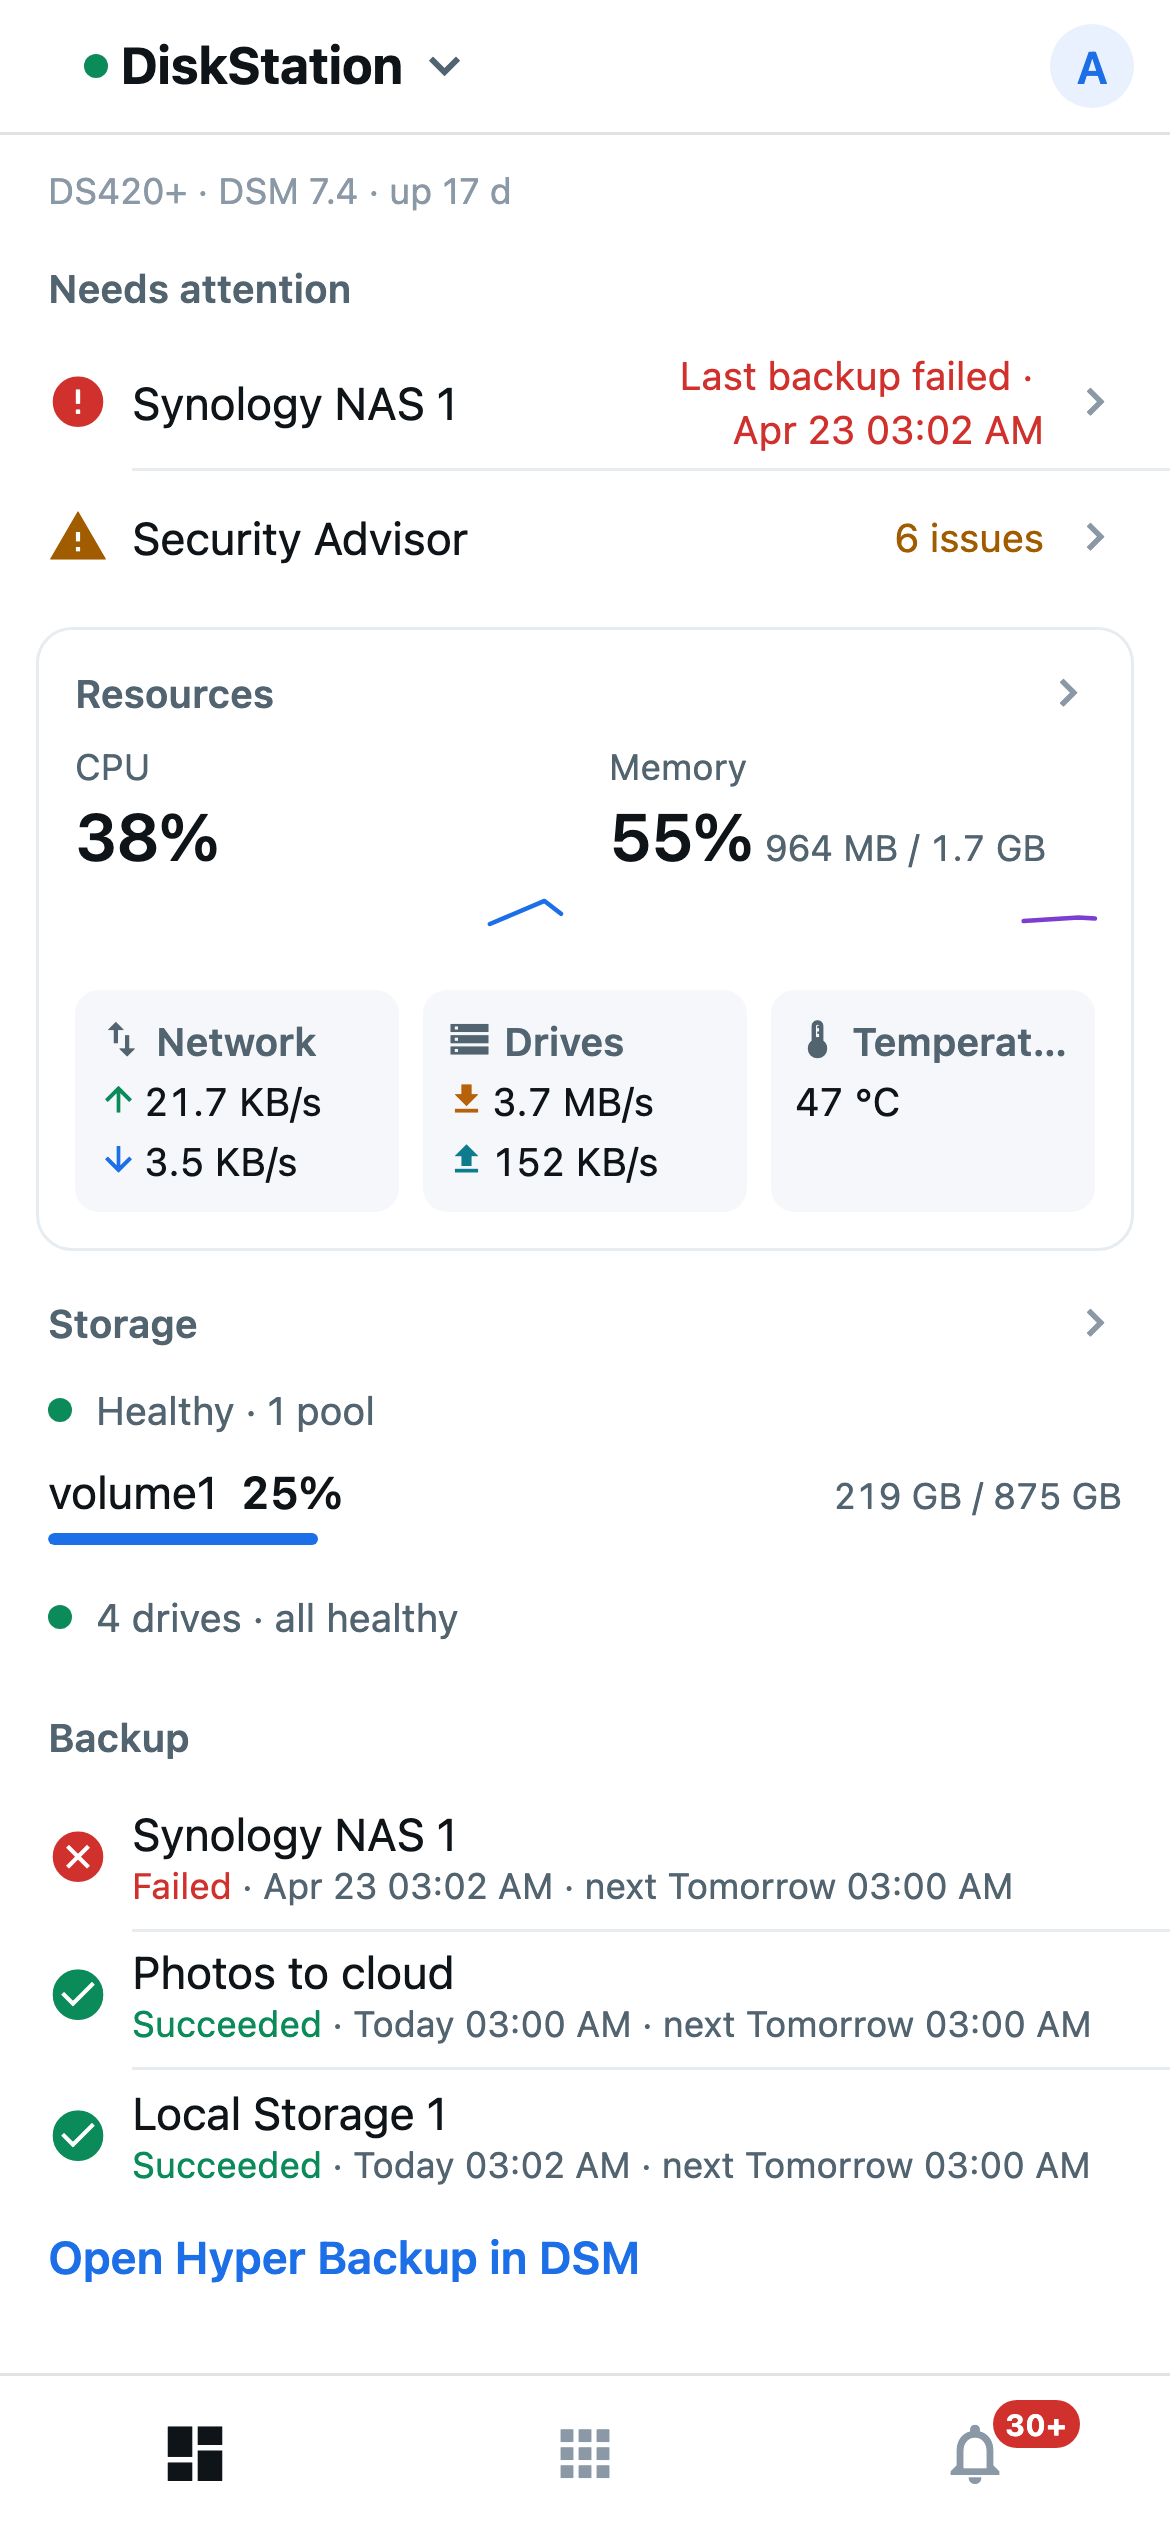 DiskStation
A
DS420+ · DSM 7.4 · up 17 d
Needs attention
Synology NAS 1
Last backup failed ·
Apr 23 03:02 AM
Security Advisor
6 issues
Resources
CPU
38%
Memory
55% 964 MB / 1.7 GB
Network
21.7 KB/s
3.5 KB/s
Drives
3.7 MB/s
152 KB/s
Temperat...
47 °C
Storage
Healthy · 1 pool
volume1 25%
219 GB / 875 GB
4 drives · all healthy
Backup
Synology NAS 1
Failed · Apr 23 03:02 AM · next Tomorrow 03:00 AM
Photos to cloud
Succeeded · Today 03:00 AM · next Tomorrow 03:00 AM
Local Storage 1
Succeeded · Today 03:02 AM · next Tomorrow 03:00 AM
Open Hyper Backup in DSM
30+